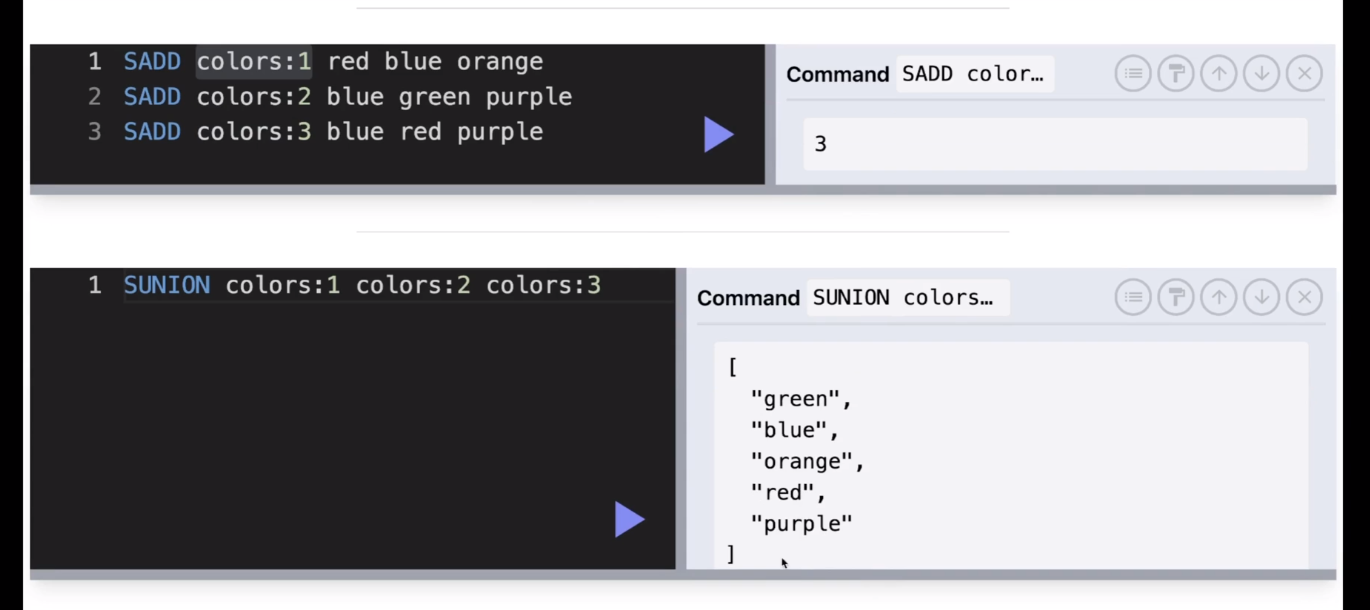 1 SADD colors:1 red blue orange
2 SADD colors:2 blue green purple
3 SADD colors:3 blue red purple
Command SADD color…
3
1 SUNION colors:1 colors:2 colors:3
Command SUNION colors…
[
"green",
"blue",
"orange",
"red",
"purple"
]